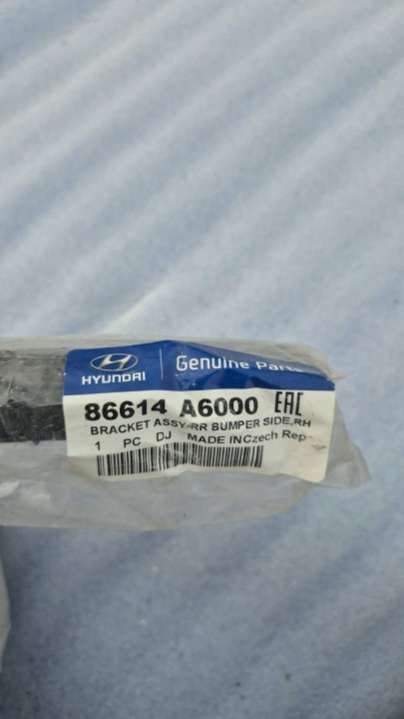 HYUNDAI
Genuine Parts
86614 A6000 EAC
BRACKET ASSY-RR BUMPER SIDE,RH
1 PC DJ MADE IN Czech Rep